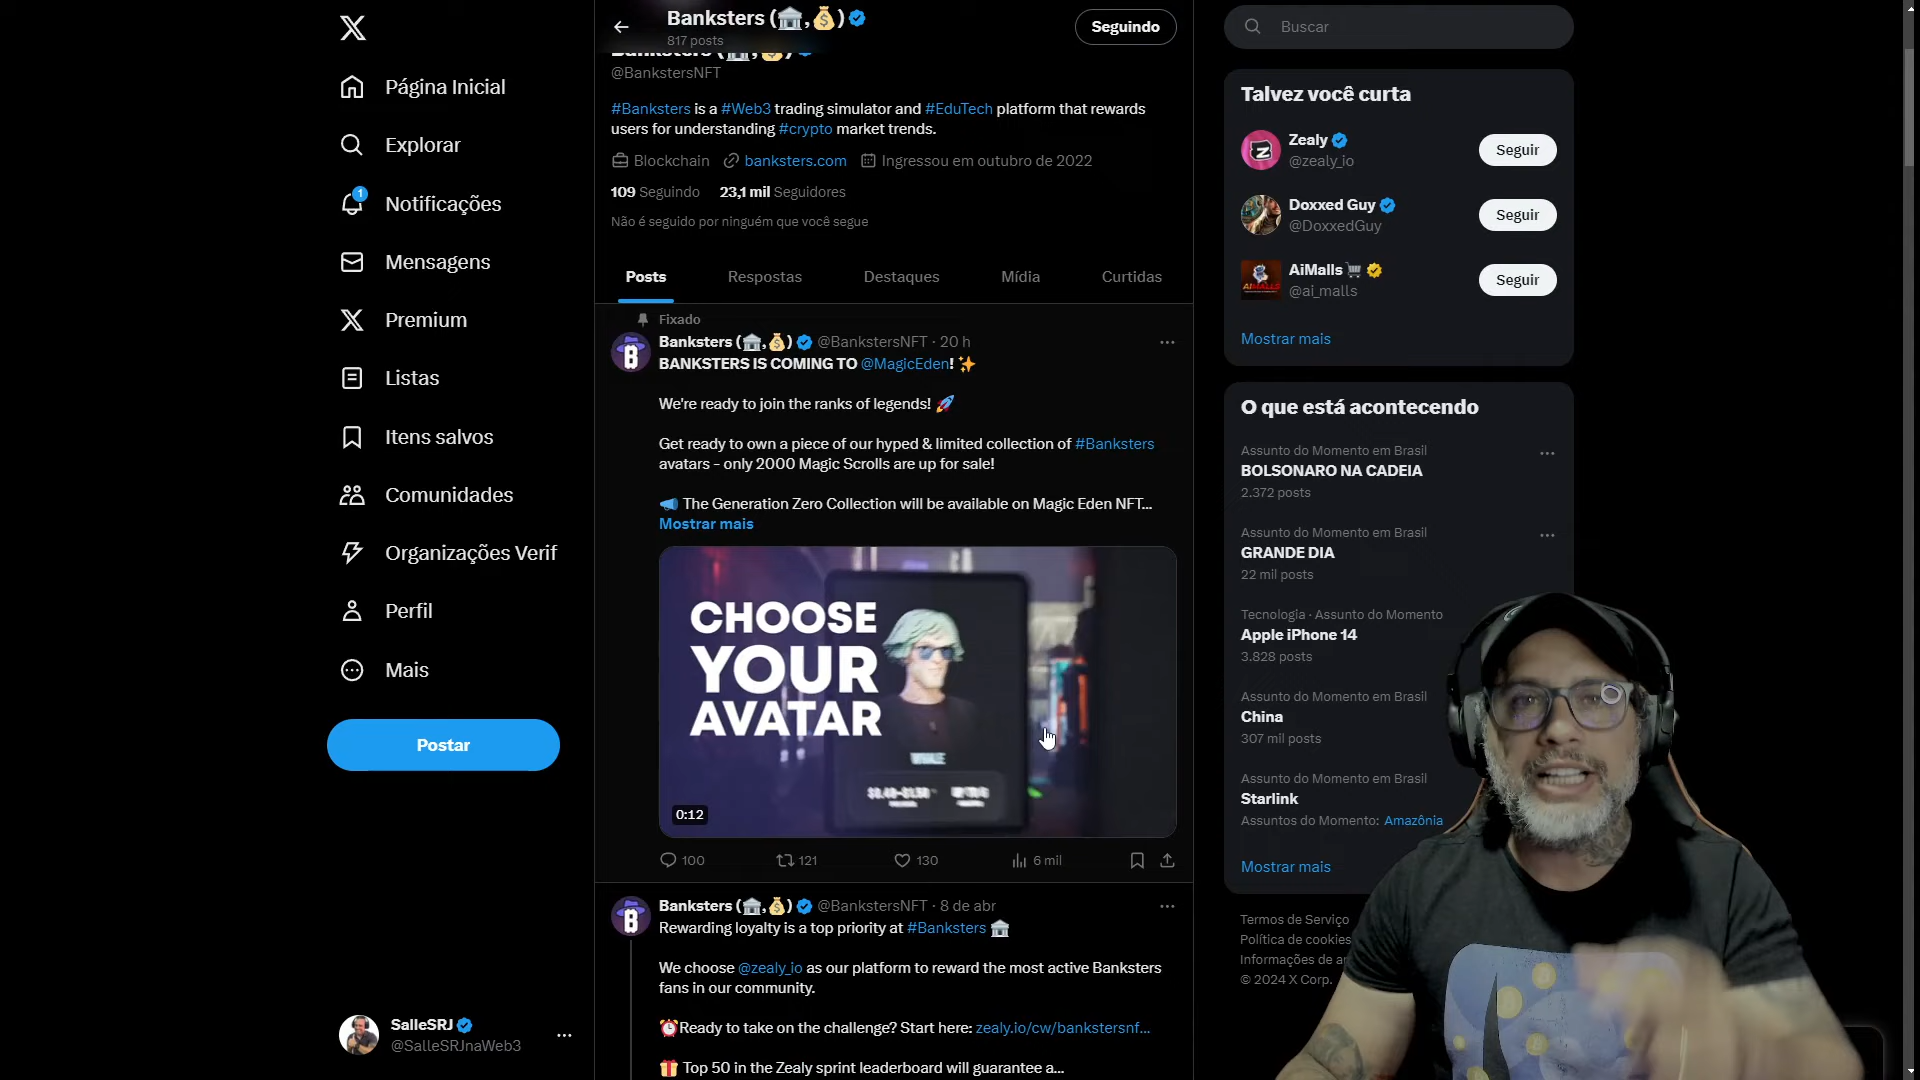 Página Inicial
Explorar
1
Notificações
Mensagens
Premium
Listas
Itens salvos
Comunidades
Organizações Verif
Perfil
Mais
Postar
SalleSRJ
@SalleSRJnaWeb3
Banksters (🏛️,💰)
817 posts
Seguindo
@BankstersNFT
#Banksters is a #Web3 trading simulator and #EduTech platform that rewards
users for understanding #crypto market trends.
Blockchain banksters.com Ingressou em outubro de 2022
109 Seguindo 23,1 mil Seguidores
Não é seguido por ninguém que você segue
Posts Respostas Destaques Mídia Curtidas
Fixado
Banksters (🏛️,💰) @BankstersNFT · 20 h
BANKSTERS IS COMING TO @MagicEden! ✨
We're ready to join the ranks of legends! 🚀
Get ready to own a piece of our hyped & limited collection of #Banksters
avatars - only 2000 Magic Scrolls are up for sale!
📣 The Generation Zero Collection will be available on Magic Eden NFT...
Mostrar mais
CHOOSE
YOUR
AVATAR
WHALE
0:12
100 121 130 6 mil
Banksters (🏛️,💰) @BankstersNFT · 8 de abr
Rewarding loyalty is a top priority at #Banksters 🏛️
We choose @zealy_io as our platform to reward the most active Banksters
fans in our community.
⏰Ready to take on the challenge? Start here: zealy.io/cw/bankstersnf...
🎁 Top 50 in the Zealy sprint leaderboard will guarantee a...
Buscar
Talvez você curta
Zealy
@zealy_io
Seguir
Doxxed Guy
@DoxxedGuy
Seguir
AiMalls🛒
@ai_malls
Seguir
Mostrar mais
O que está acontecendo
Assunto do Momento em Brasil
BOLSONARO NA CADEIA
2.372 posts
Assunto do Momento em Brasil
GRANDE DIA
22 mil posts
Tecnologia · Assunto do Momento
Apple iPhone 14
3.828 posts
Assunto do Momento em Brasil
China
307 mil posts
Assunto do Momento em Brasil
Starlink
Assuntos do Momento: Amazônia
Mostrar mais
Termos de Serviço
Política de cookies
Informações de
© 2024 X Corp.